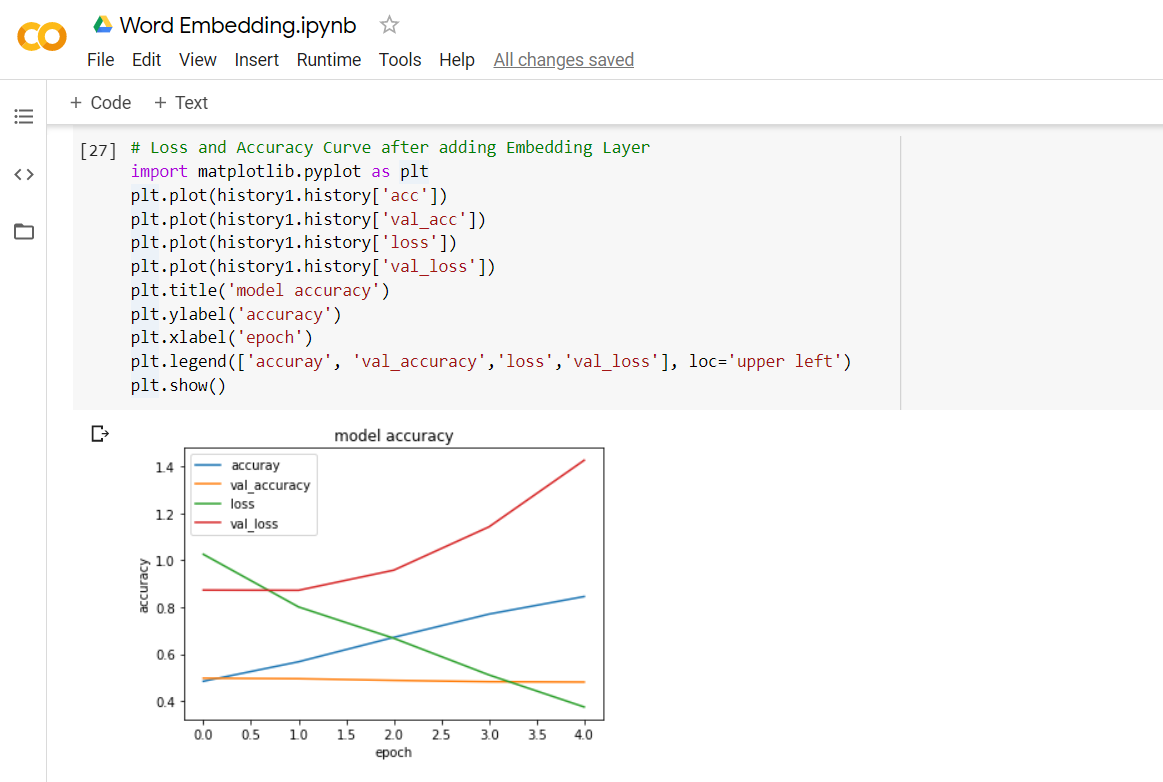 Word Embedding.ipynb
File Edit View Insert Runtime Tools Help All changes saved
+ Code + Text
[27] # Loss and Accuracy Curve after adding Embedding Layer
import matplotlib.pyplot as plt
plt.plot(history1.history['acc'])
plt.plot(history1.history['val_acc'])
plt.plot(history1.history['loss'])
plt.plot(history1.history['val_loss'])
plt.title('model accuracy')
plt.ylabel('accuracy')
plt.xlabel('epoch')
plt.legend(['accuray', 'val_accuracy','loss','val_loss'], loc='upper left')
plt.show()
model accuracy
accuray
val_accuracy
loss
val_loss
1.4
1.2
1.0
0.8
0.6
0.4
accuracy
0.0 0.5 1.0 1.5 2.0 2.5 3.0 3.5 4.0
epoch